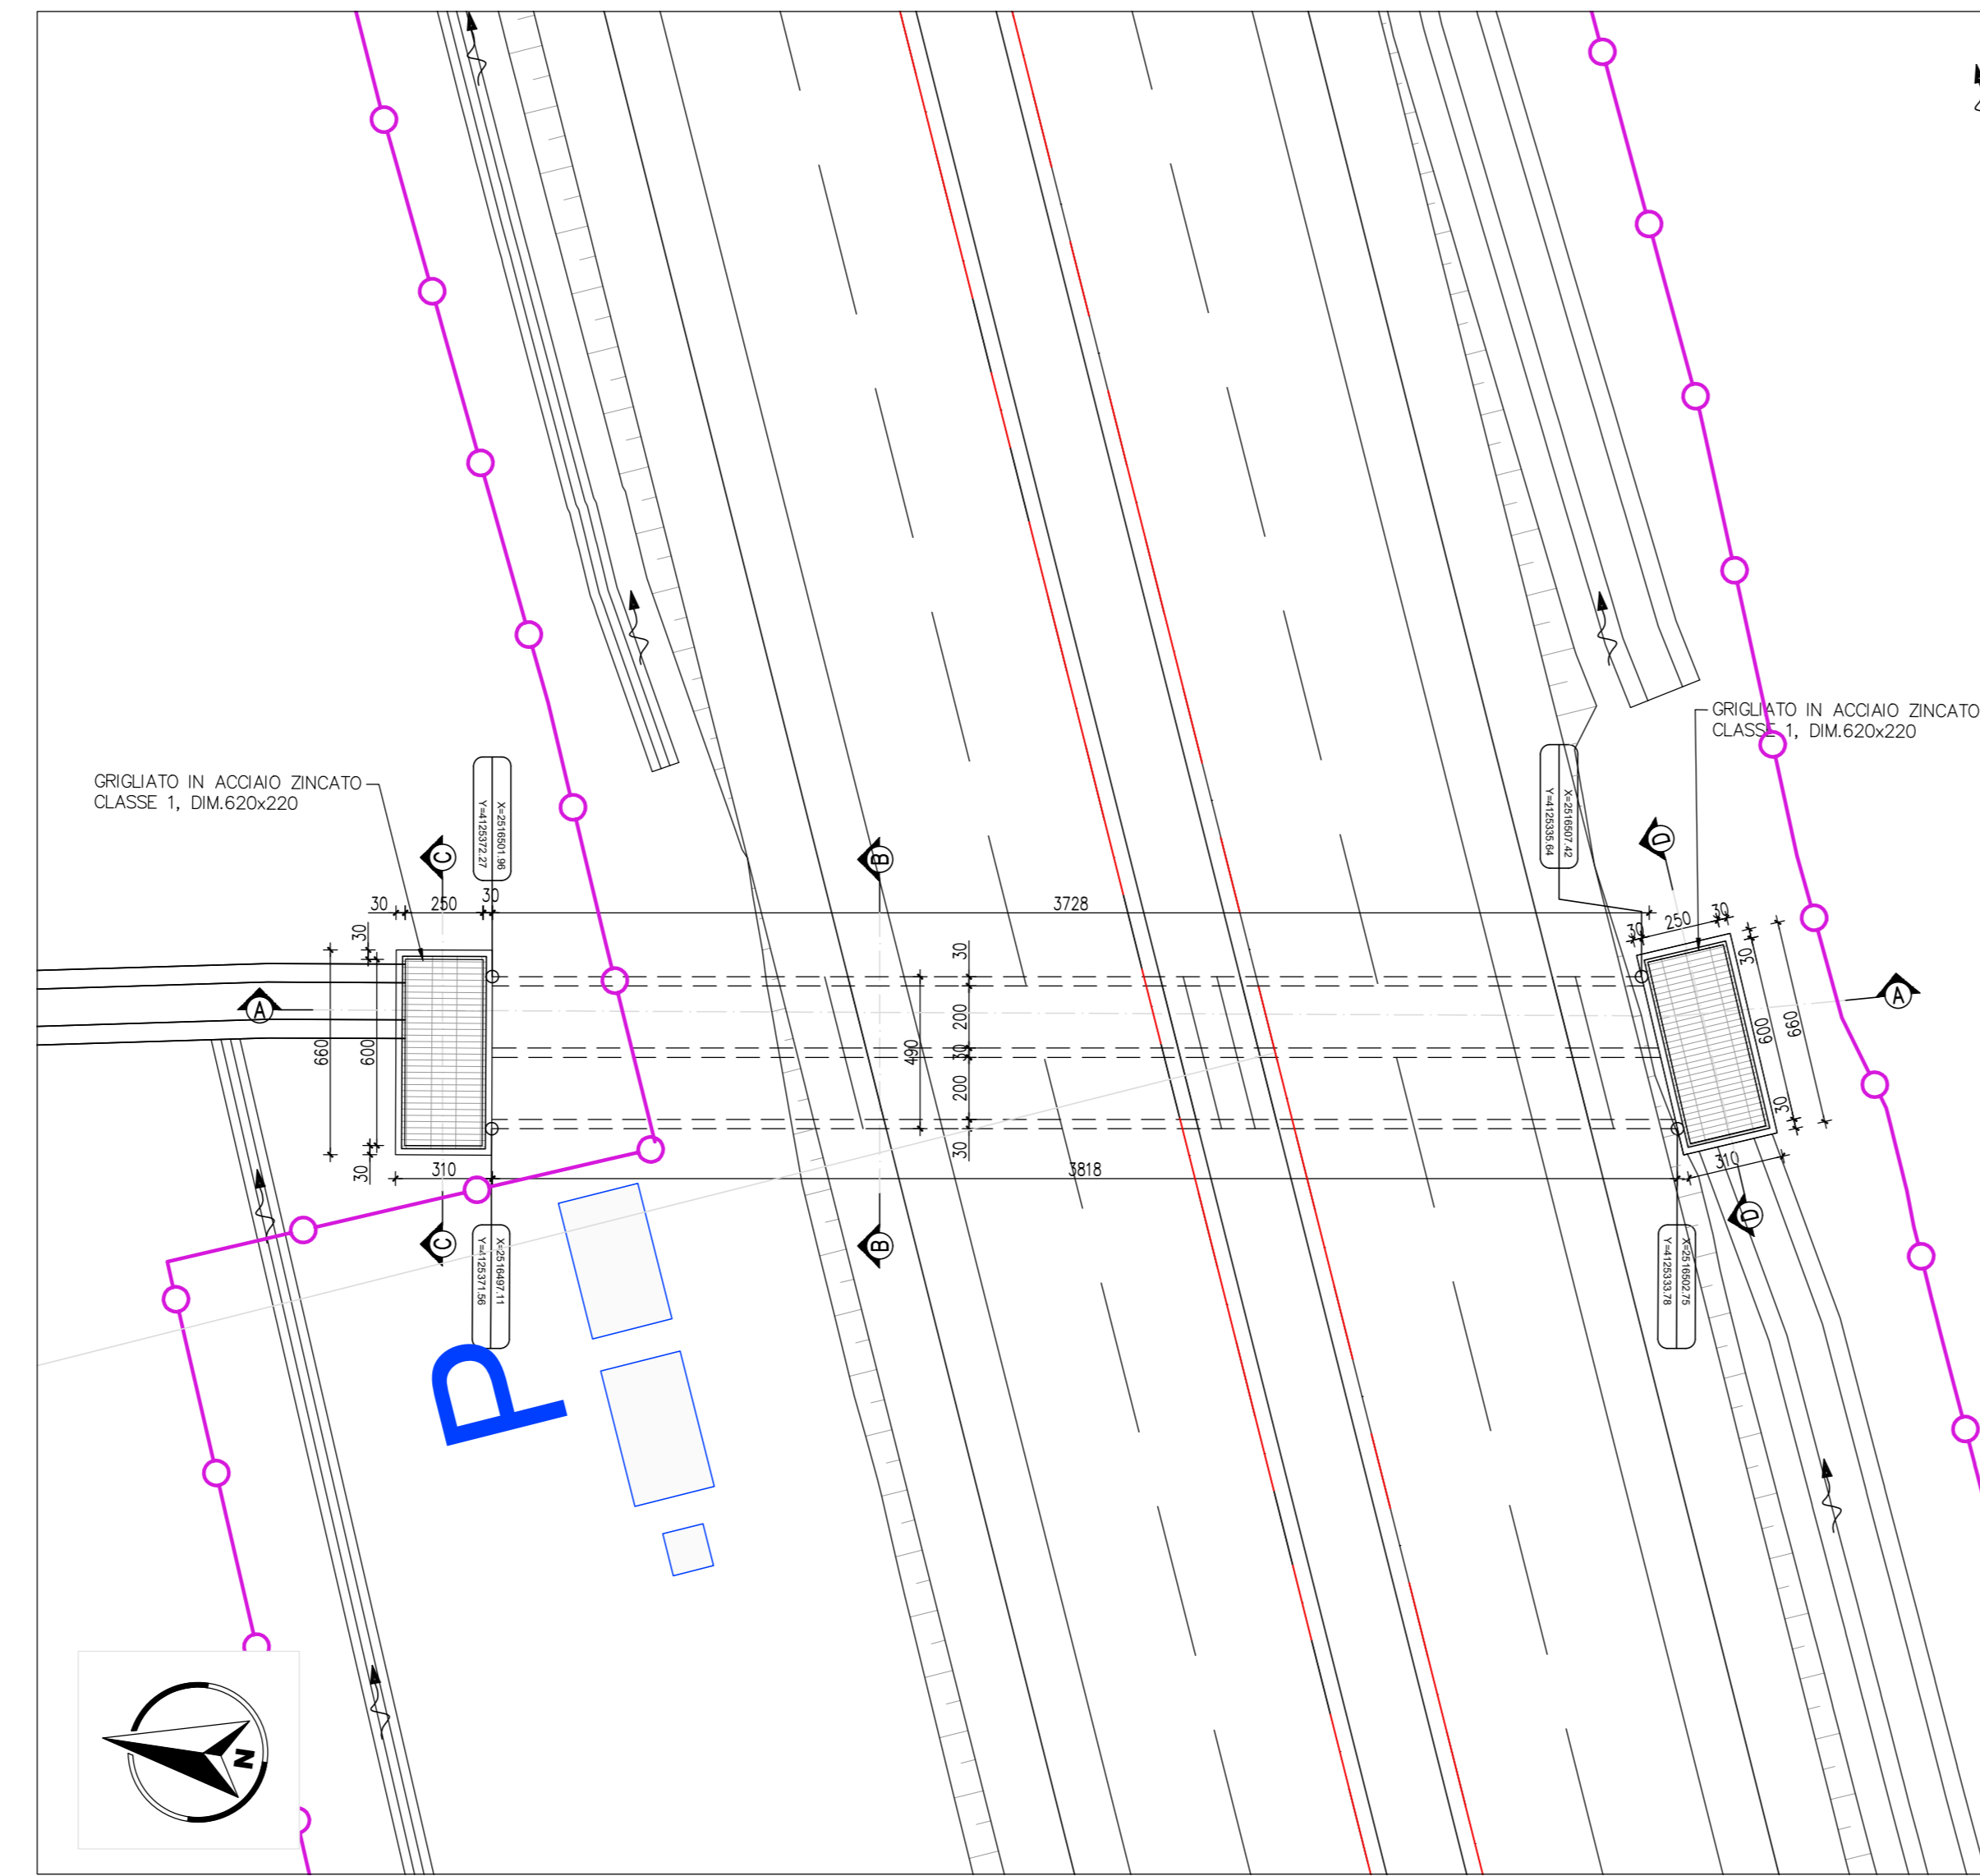 GRIGLIATO IN ACCIAIO ZINCATO
CLASSE 1, DIM.620x220
GRIGLIATO IN ACCIAIO ZINCATO
CLASSE 1, DIM.620x220
X=2516501.96
Y=4125372.27
X=2516507.42
Y=4125335.64
C
B
D
30
250
30
3728
30
250
30
30
660
600
30
A
30
200
490
30
200
30
30
600
660
30
A
310
3818
310
C
B
D
X=2516497.11
Y=4125371.56
X=2516502.75
Y=4125333.78
P
N